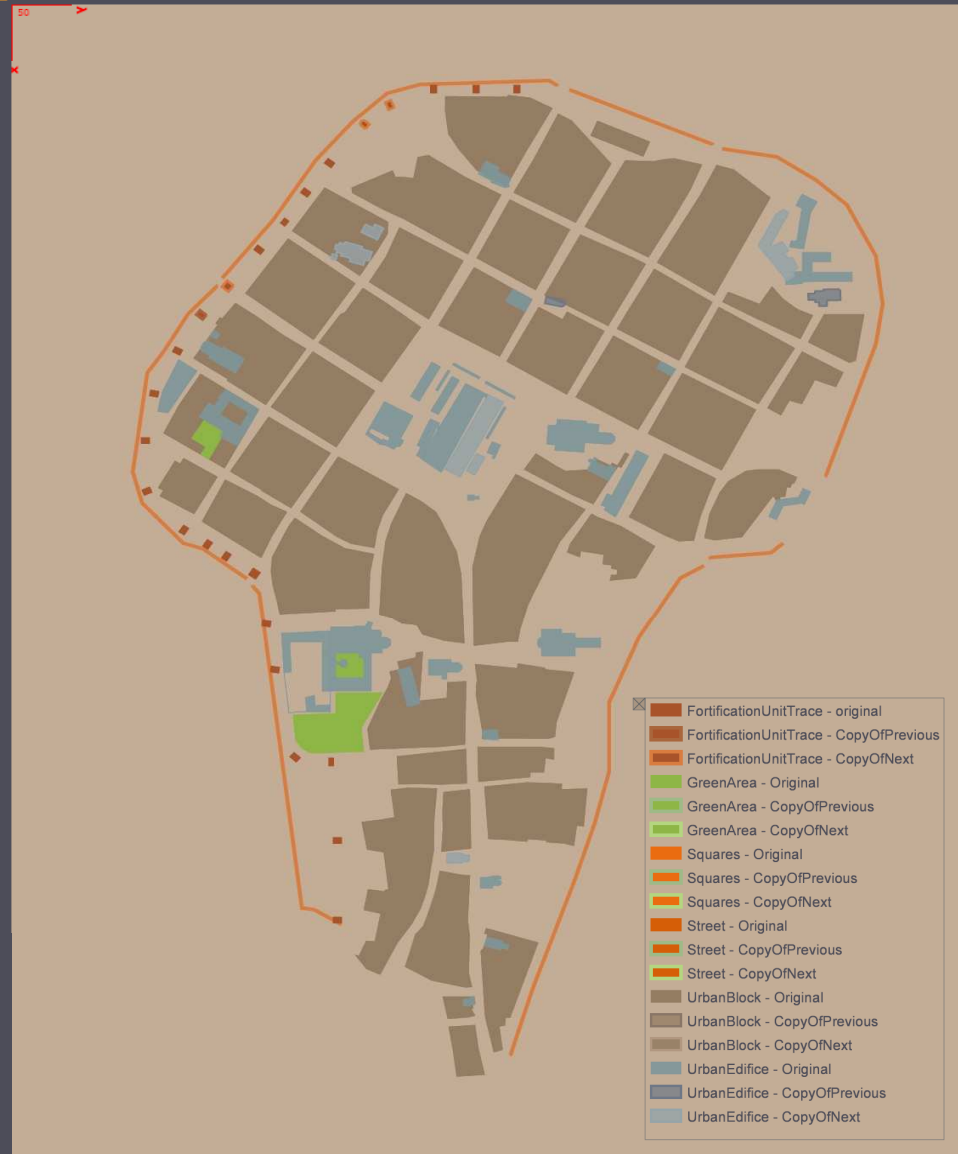 50
FortificationUnitTrace - original
FortificationUnitTrace - CopyOfPrevious
FortificationUnitTrace - CopyOfNext
GreenArea - Original
GreenArea - CopyOfPrevious
GreenArea - CopyOfNext
Squares - Original
Squares - CopyOfPrevious
Squares - CopyOfNext
Street - Original
Street - CopyOfPrevious
Street - CopyOfNext
UrbanBlock - Original
UrbanBlock - CopyOfPrevious
UrbanBlock - CopyOfNext
UrbanEdifice - Original
UrbanEdifice - CopyOfPrevious
UrbanEdifice - CopyOfNext